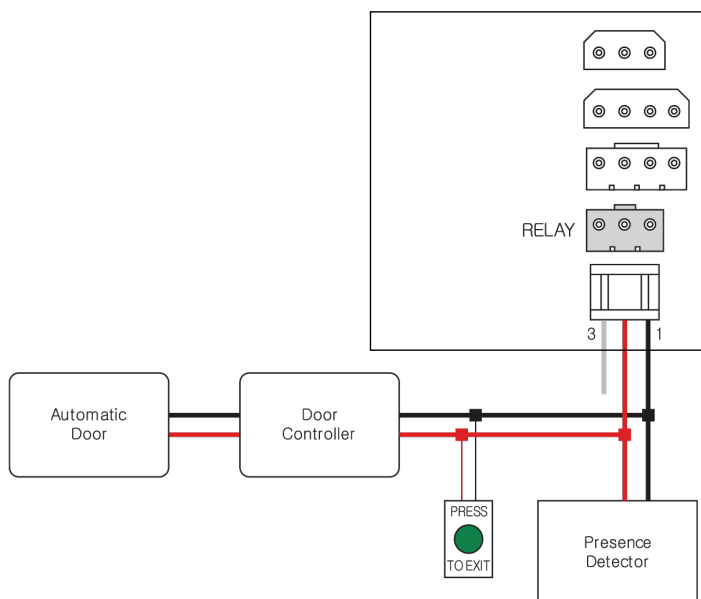 RELAY
3 1
Automatic
Door
Door
Controller
PRESS
TO EXIT
Presence
Detector